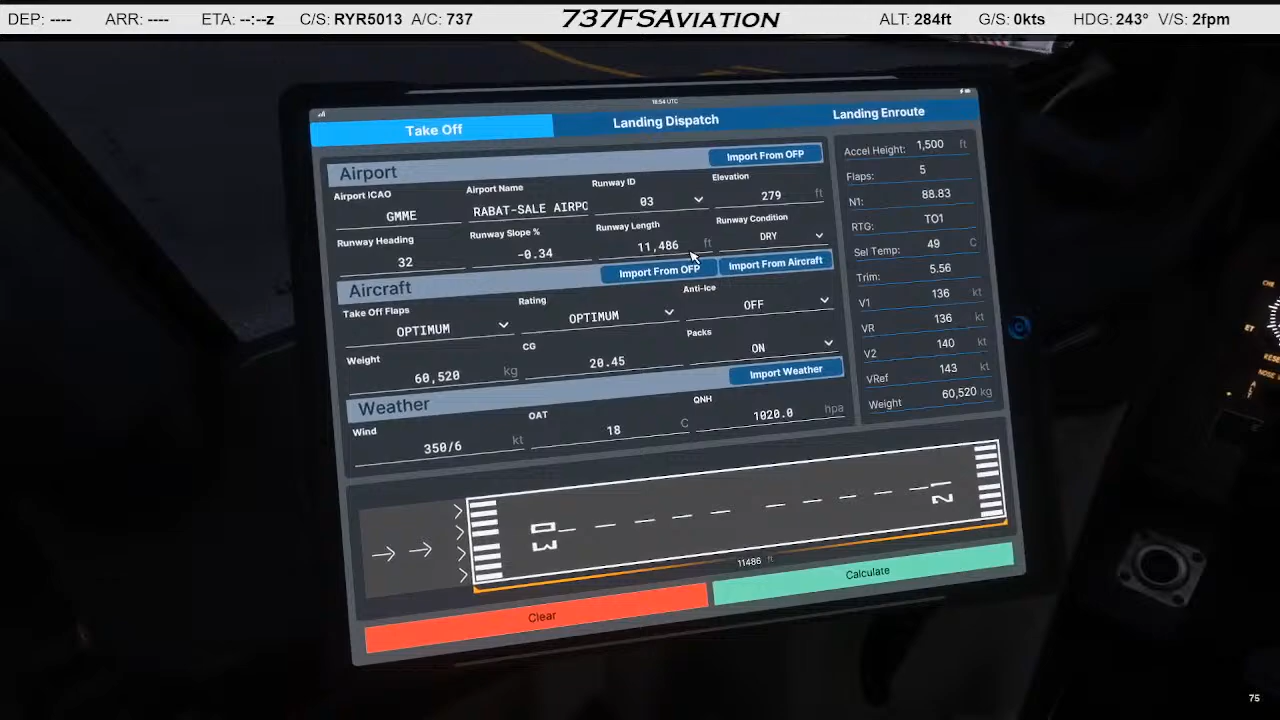 DEP: ---- ARR: ---- ETA: --:--z C/S: RYR5013 A/C: 737 737FSAVIATION ALT: 284ft G/S: 0kts HDG: 243° V/S: 2fpm
18:54 UTC
Take Off Landing Dispatch Landing Enroute
Airport Import From OFP
Airport ICAO Airport Name Runway ID Elevation
GMME RABAT-SALE AIRPO 03 279 ft
Runway Heading Runway Slope % Runway Length Runway Condition
32 -0.34 11,486 ft DRY
Aircraft Import From OFP Import From Aircraft
Take Off Flaps Rating Anti-Ice
OPTIMUM OPTIMUM OFF
Weight CG Packs
60,520 kg 20.45 ON
Weather Import Weather
Wind OAT QNH
350/6 kt 18 C 1020.0 hpa
Accel Height: 1,500 ft
Flaps: 5
N1: 88.83
RTG: TO1
Sel Temp: 49 C
Trim: 5.56
V1 136 kt
VR 136 kt
V2 140 kt
VRef 143 kt
Weight 60,520 kg
03 2
11486 ft
Clear Calculate
75